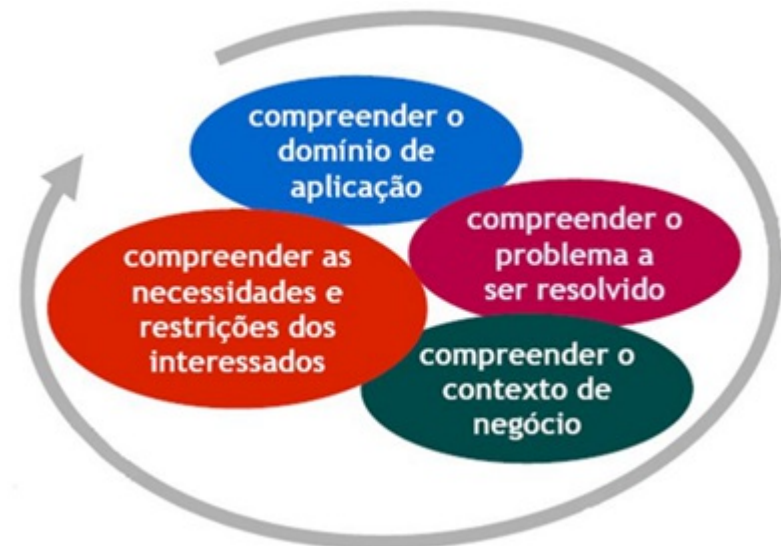 compreender o
domínio de
aplicação
compreender o
problema a
ser resolvido
compreender as
necessidades e
restrições dos
interessados
compreender o
contexto de
negócio